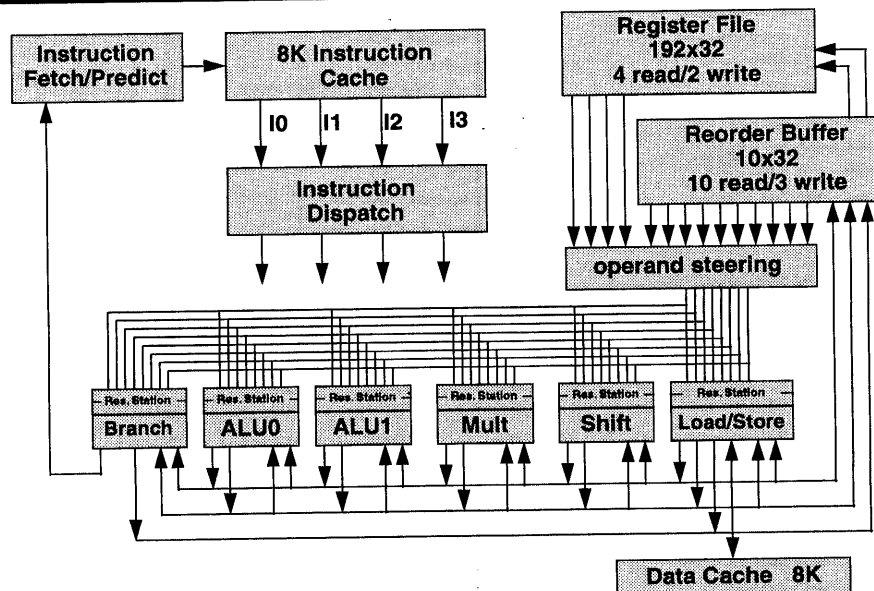 Instruction
Fetch/Predict
8K Instruction
Cache
Register File
192x32
4 read/2 write
I0 I1 I2 I3
Reorder Buffer
10x32
10 read/3 write
Instruction
Dispatch
operand steering
Res. Station
Branch
Res. Station
ALU0
Res. Station
ALU1
Res. Station
Mult
Res. Station
Shift
Res. Station
Load/Store
Data Cache 8K